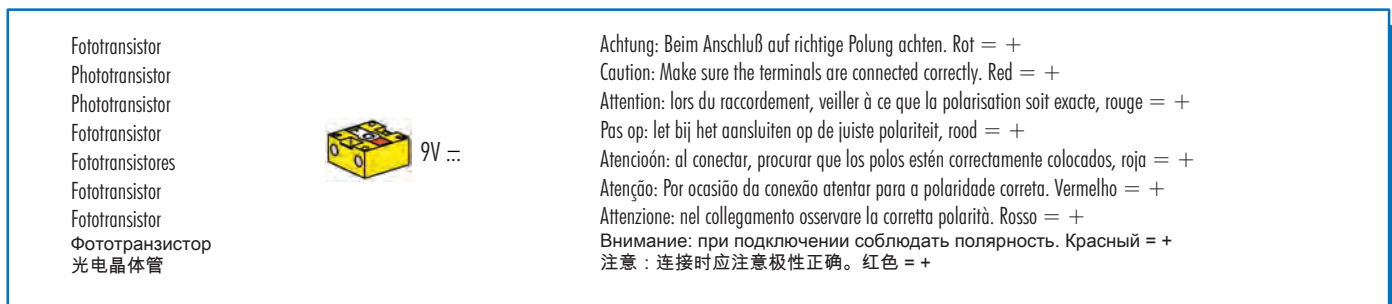 Fototransistor
Phototransistor
Phototransistor
Fototransistor
Fototransistores
Fototransistor
Fototransistor
Фототранзистор
光电晶体管
9V ⎓
Achtung: Beim Anschluß auf richtige Polung achten. Rot = +
Caution: Make sure the terminals are connected correctly. Red = +
Attention: lors du raccordement, veiller à ce que la polarisation soit exacte, rouge = +
Pas op: let bij het aansluiten op de juiste polariteit, rood = +
Atencioón: al conectar, procurar que los polos estén correctamente colocados, roja = +
Atenção: Por ocasião da conexão atentar para a polaridade correta. Vermelho = +
Attenzione: nel collegamento osservare la corretta polarità. Rosso = +
Внимание: при подключении соблюдать полярность. Красный = +
注意：连接时应注意极性正确。红色 = +